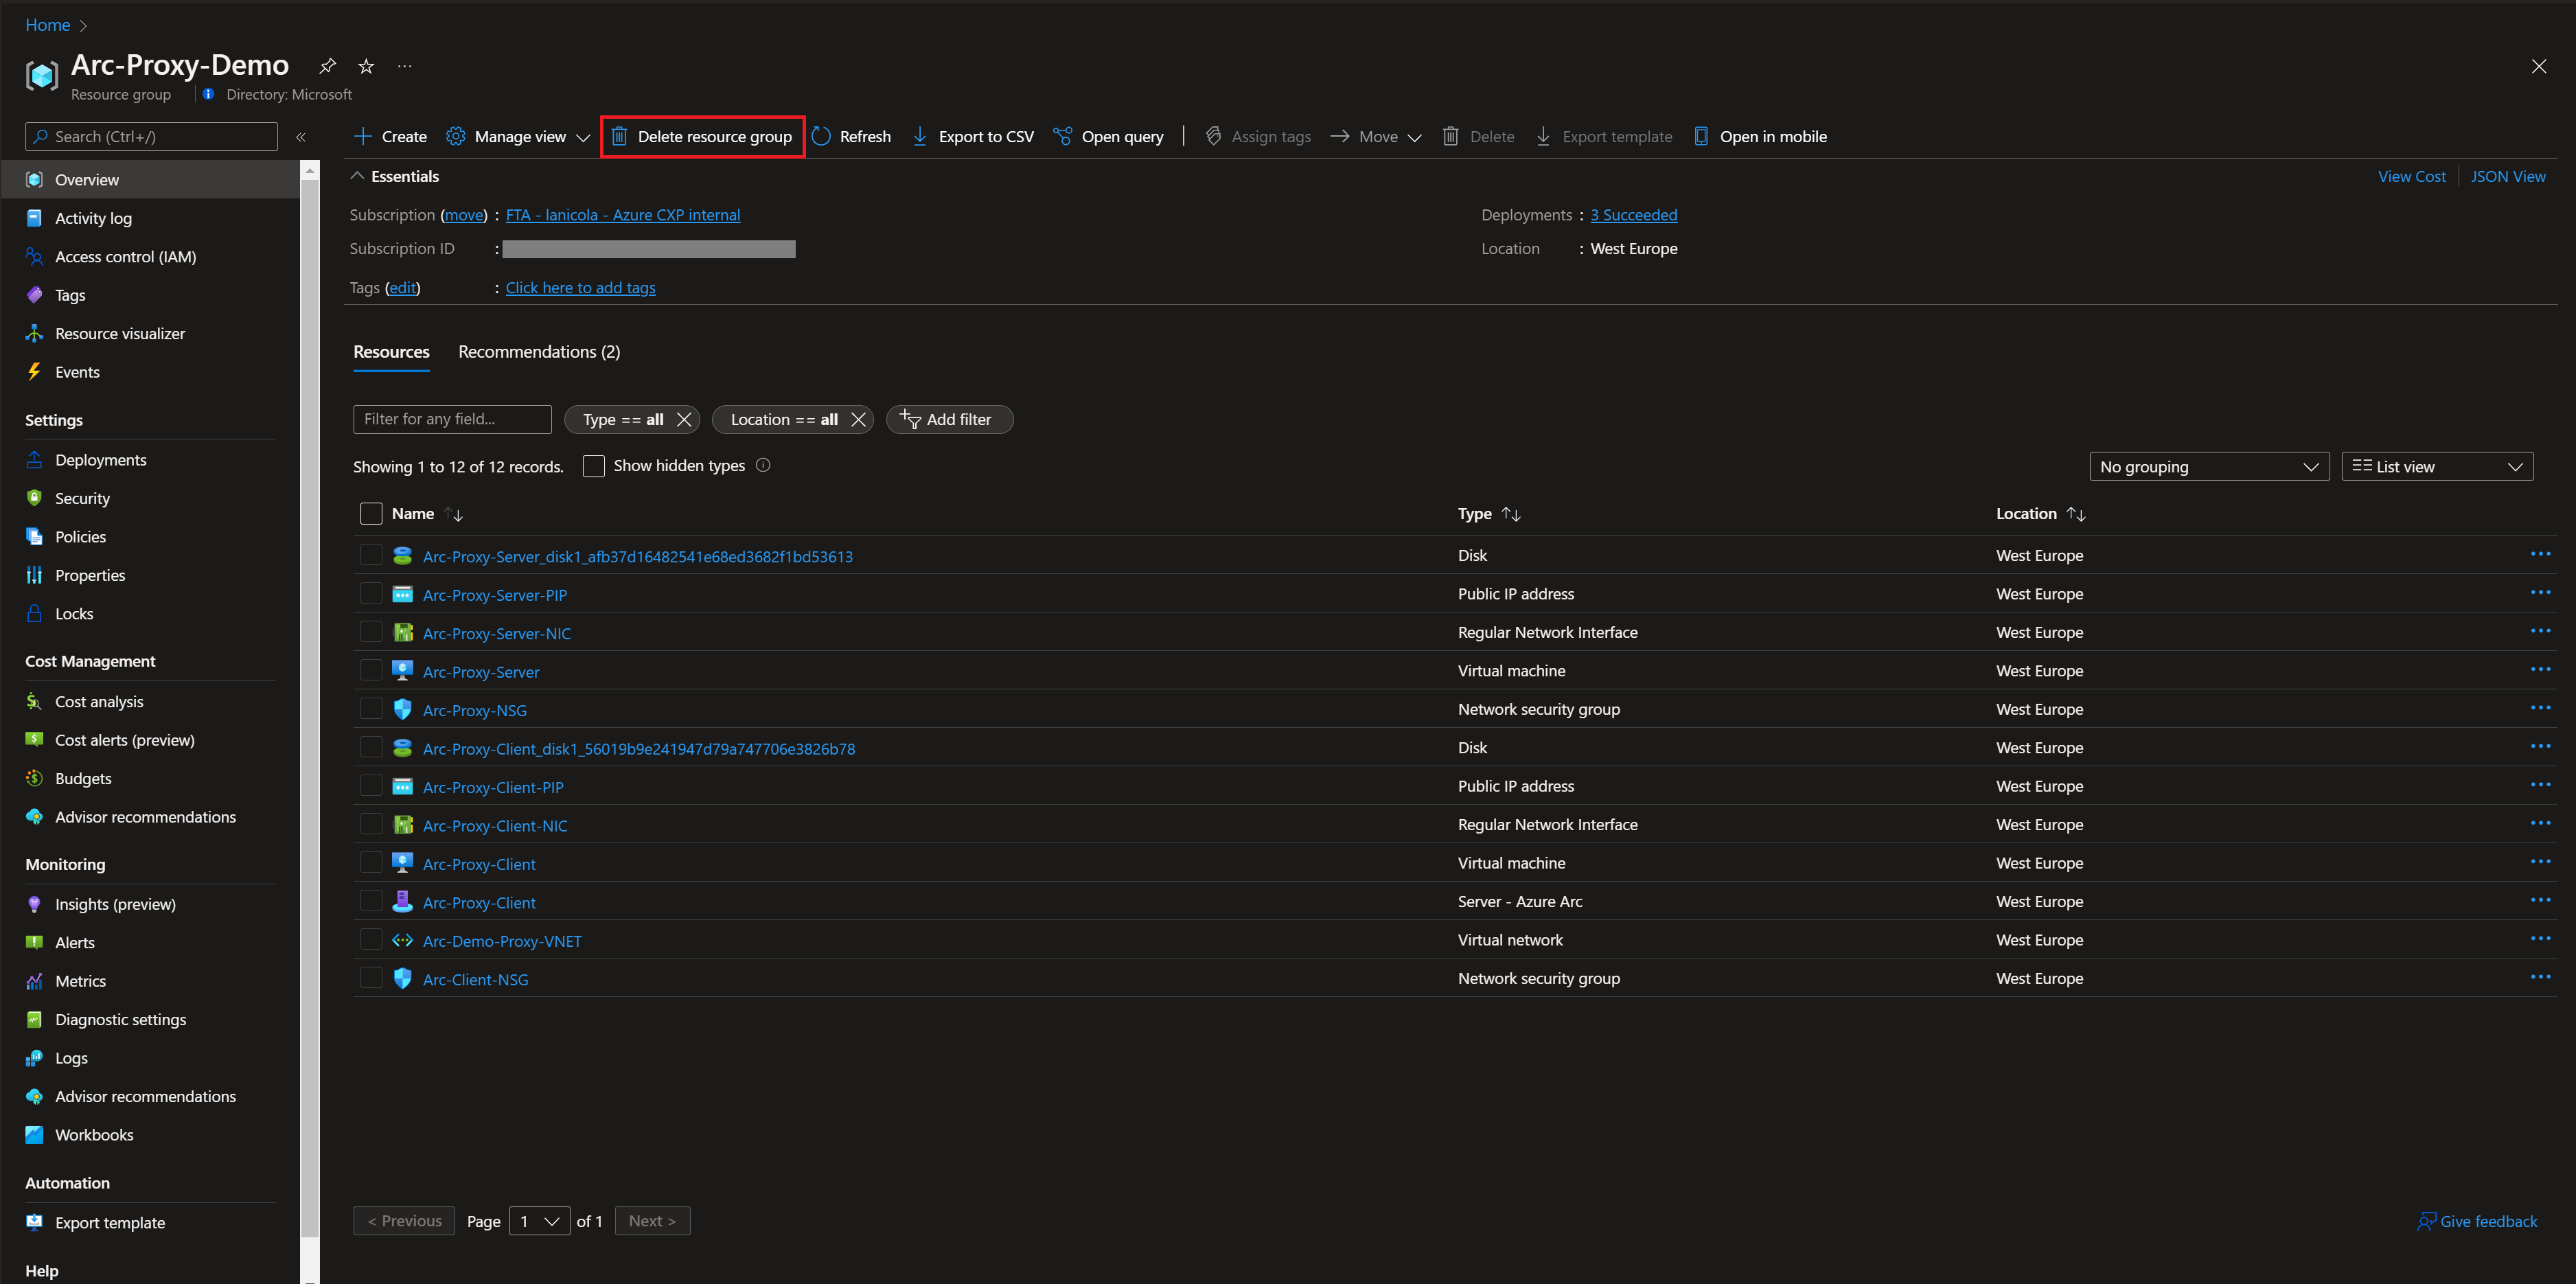 Home
Arc-Proxy-Demo
Resource group
Directory: Microsoft
Search (Ctrl+/)
Create
Manage view
Delete resource group
Refresh
Export to CSV
Open query
Assign tags
Move
Delete
Export template
Open in mobile
Overview
Activity log
Access control (IAM)
Tags
Resource visualizer
Events
Settings
Deployments
Security
Policies
Properties
Locks
Cost Management
Cost analysis
Cost alerts (preview)
Budgets
Advisor recommendations
Monitoring
Insights (preview)
Alerts
Metrics
Diagnostic settings
Logs
Advisor recommendations
Workbooks
Automation
Export template
Help
Essentials
View Cost
JSON View
Subscription (move) : FTA - lanicola - Azure CXP internal
Deployments : 3 Succeeded
Subscription ID :
Location : West Europe
Tags (edit) : Click here to add tags
Resources
Recommendations (2)
Filter for any field...
Type == all
Location == all
Add filter
Showing 1 to 12 of 12 records.
Show hidden types
No grouping
List view
Name Type Location
Arc-Proxy-Server_disk1_afb37d16482541e68ed3682f1bd53613 Disk West Europe
Arc-Proxy-Server-PIP Public IP address West Europe
Arc-Proxy-Server-NIC Regular Network Interface West Europe
Arc-Proxy-Server Virtual machine West Europe
Arc-Proxy-NSG Network security group West Europe
Arc-Proxy-Client_disk1_56019b9e241947d79a747706e3826b78 Disk West Europe
Arc-Proxy-Client-PIP Public IP address West Europe
Arc-Proxy-Client-NIC Regular Network Interface West Europe
Arc-Proxy-Client Virtual machine West Europe
Arc-Proxy-Client Server - Azure Arc West Europe
Arc-Demo-Proxy-VNET Virtual network West Europe
Arc-Client-NSG Network security group West Europe
< Previous
Page 1 of 1
Next >
Give feedback